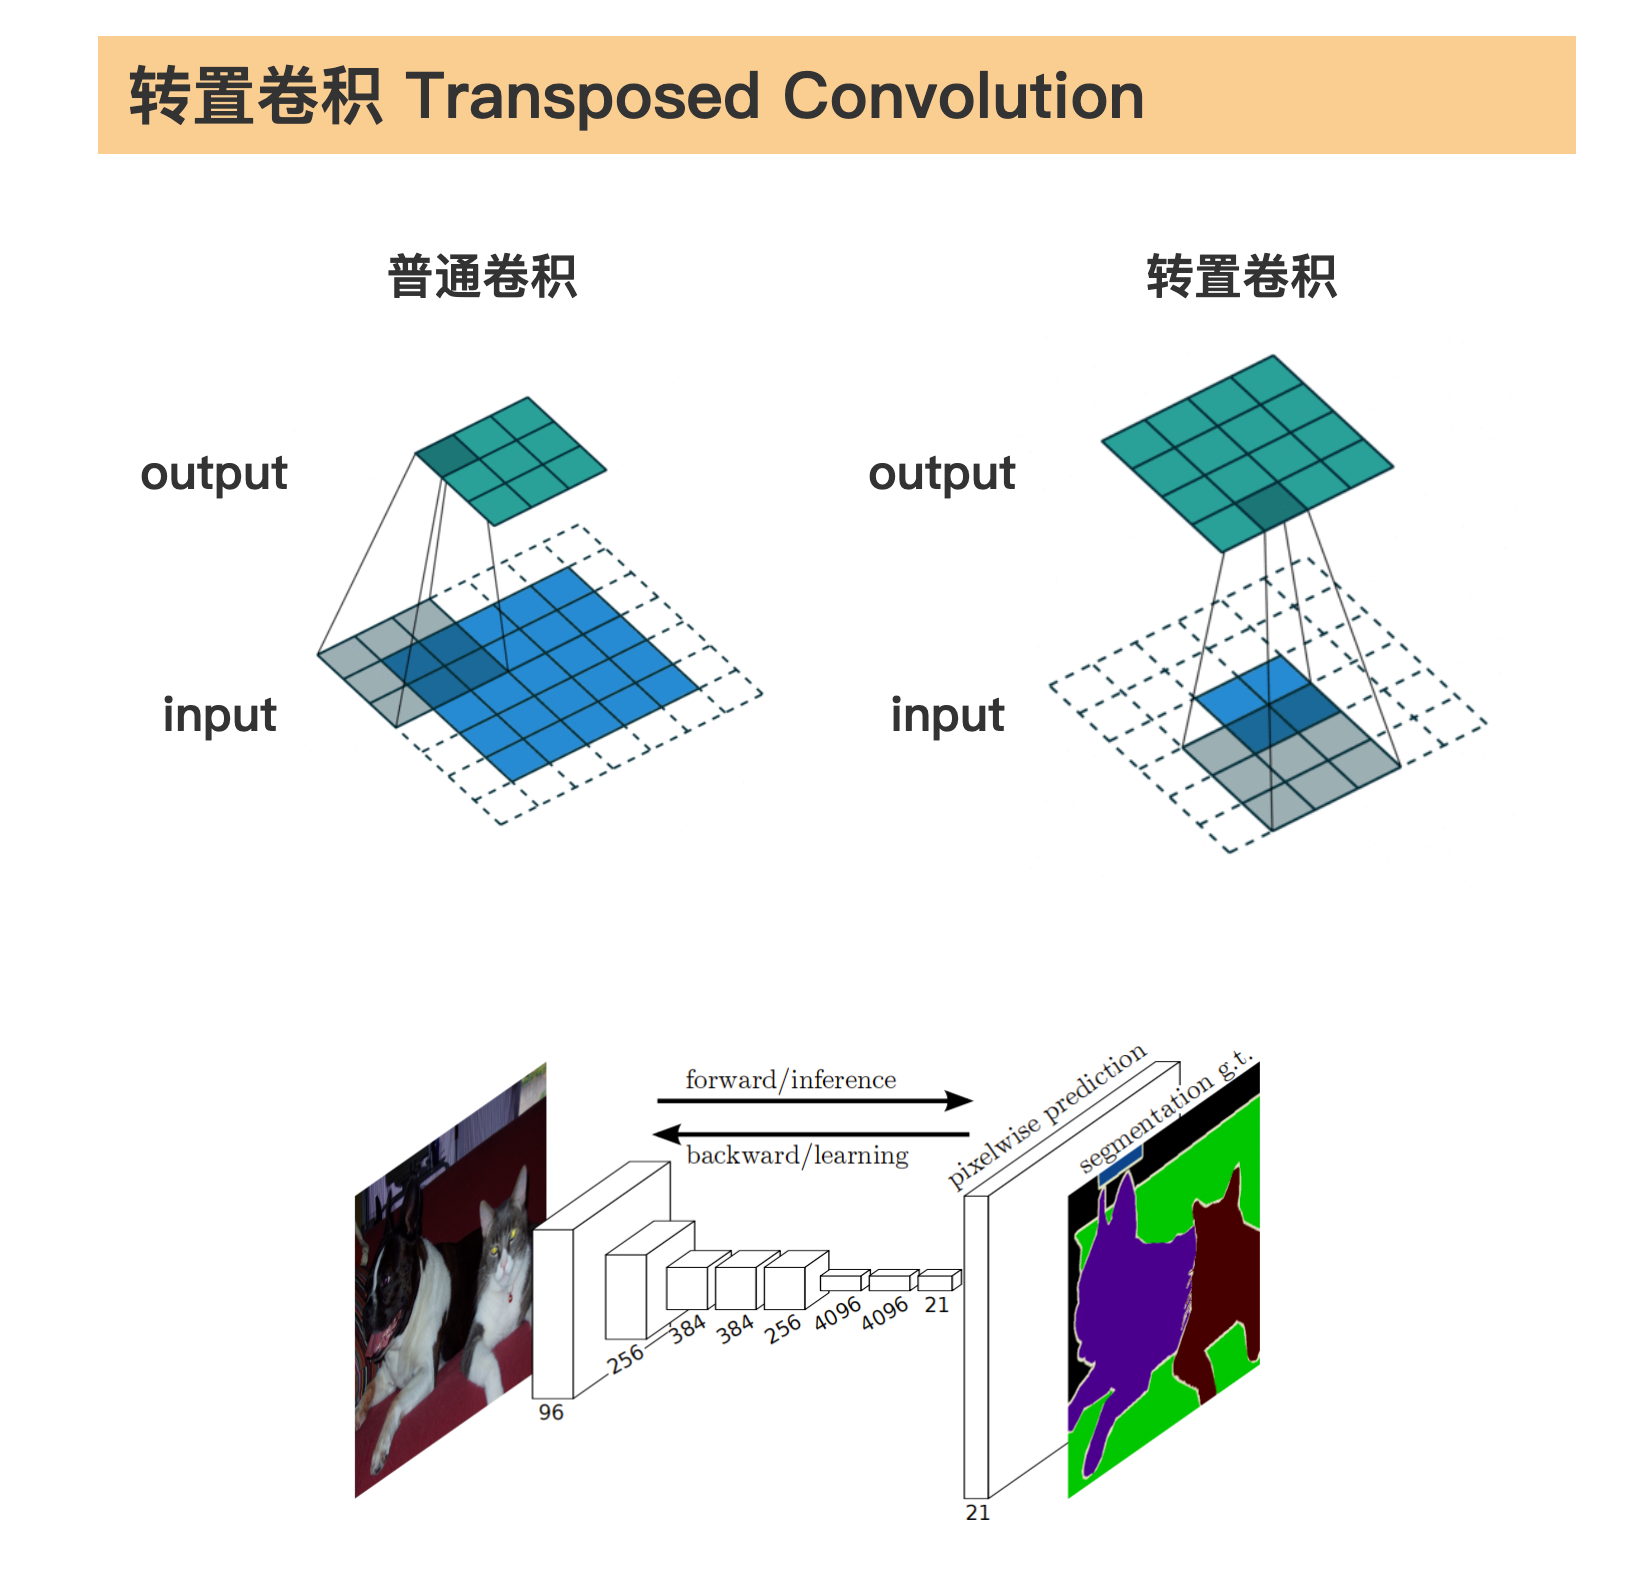 转置卷积 Transposed Convolution
普通卷积
转置卷积
output
input
output
input
forward/inference
backward/learning
pixelwise prediction
segmentation g.t.
96
256
384
384
256
4096
4096
21
21